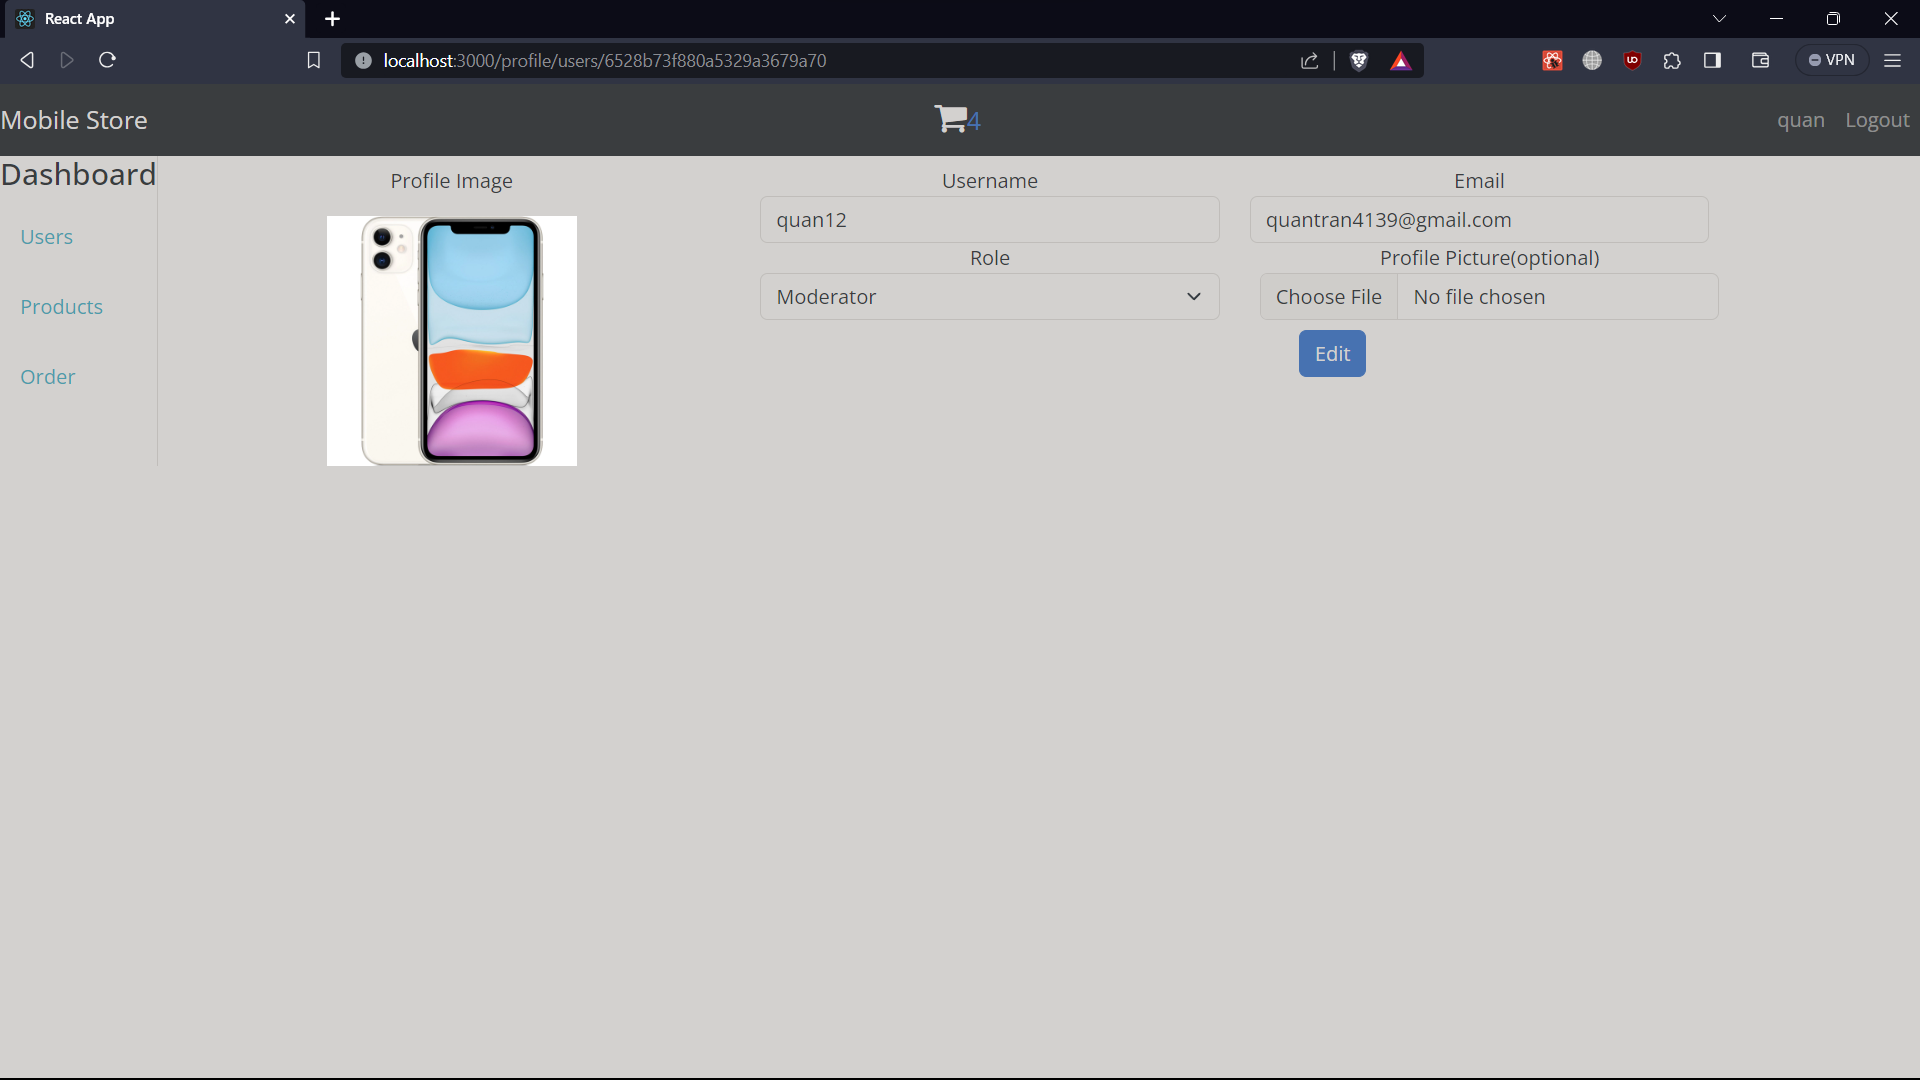 React App
localhost:3000/profile/users/6528b73f880a5329a3679a70
VPN
Mobile Store
4
quan Logout
Dashboard
Users
Products
Order
Profile Image
Username
quan12
Email
quantran4139@gmail.com
Role
Moderator
Profile Picture(optional)
Choose File No file chosen
Edit